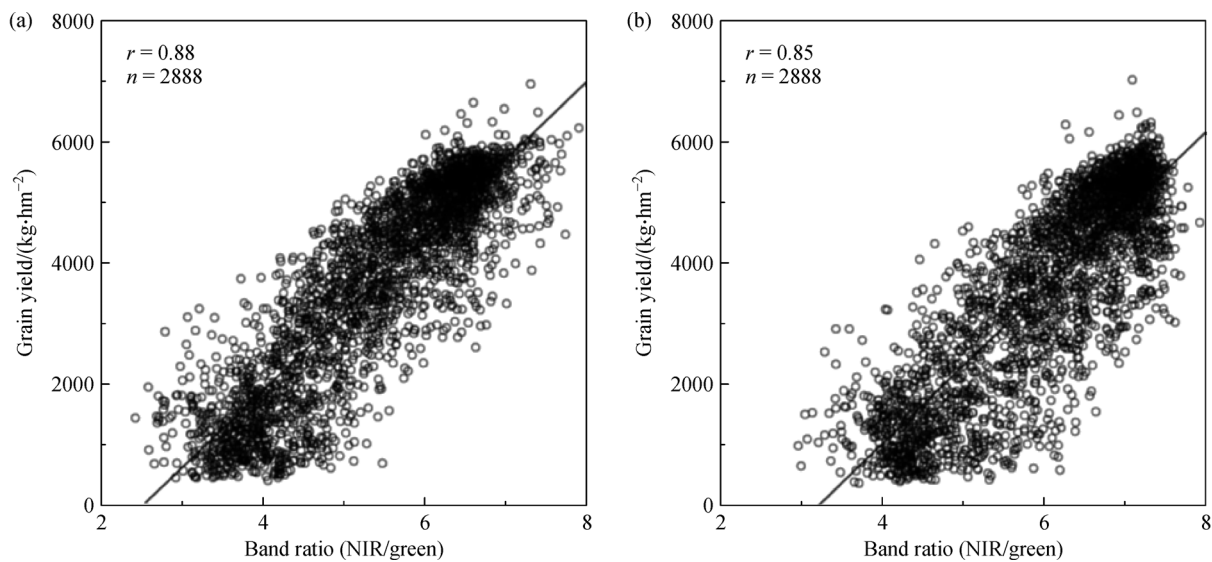 (a)
r = 0.88
n = 2888
8000
6000
4000
2000
0
Grain yield/(kg·hm⁻²)
2 4 6 8
Band ratio (NIR/green)
(b)
r = 0.85
n = 2888
8000
6000
4000
2000
0
Grain yield/(kg·hm⁻²)
2 4 6 8
Band ratio (NIR/green)